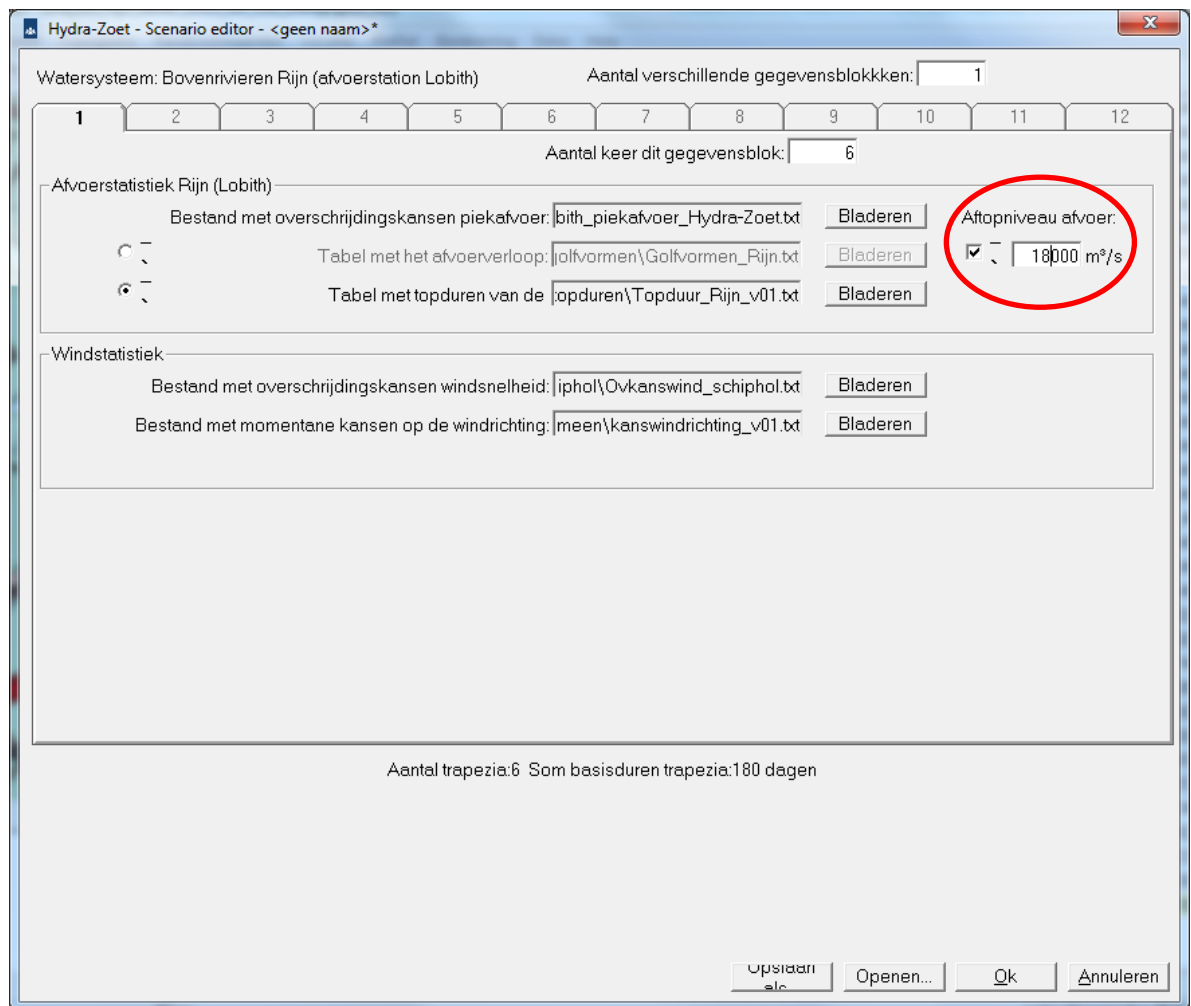 Hydra-Zoet - Scenario editor - <geen naam>*
Watersysteem: Bovenrivieren Rijn (afvoerstation Lobith) Aantal verschillende gegevensblokkken: 1
1 2 3 4 5 6 7 8 9 10 11 12
Aantal keer dit gegevensblok: 6
Afvoerstatistiek Rijn (Lobith)
Bestand met overschrijdingskansen piekafvoer: bith_piekafvoer_Hydra-Zoet.txt Bladeren Aftopniveau afvoer:
Tabel met het afvoerverloop: olfvormen\Golfvormen_Rijn.txt Bladeren 18000 m³/s
Tabel met topduren van de :opduren\Topduur_Rijn_v01.txt Bladeren
Windstatistiek
Bestand met overschrijdingskansen windsnelheid: iphol\Ovkanswind_schiphol.txt Bladeren
Bestand met momentane kansen op de windrichting: meen\kanswindrichting_v01.txt Bladeren
Aantal trapezia:6 Som basisduren trapezia:180 dagen
Opslaan als Openen... Ok Annuleren